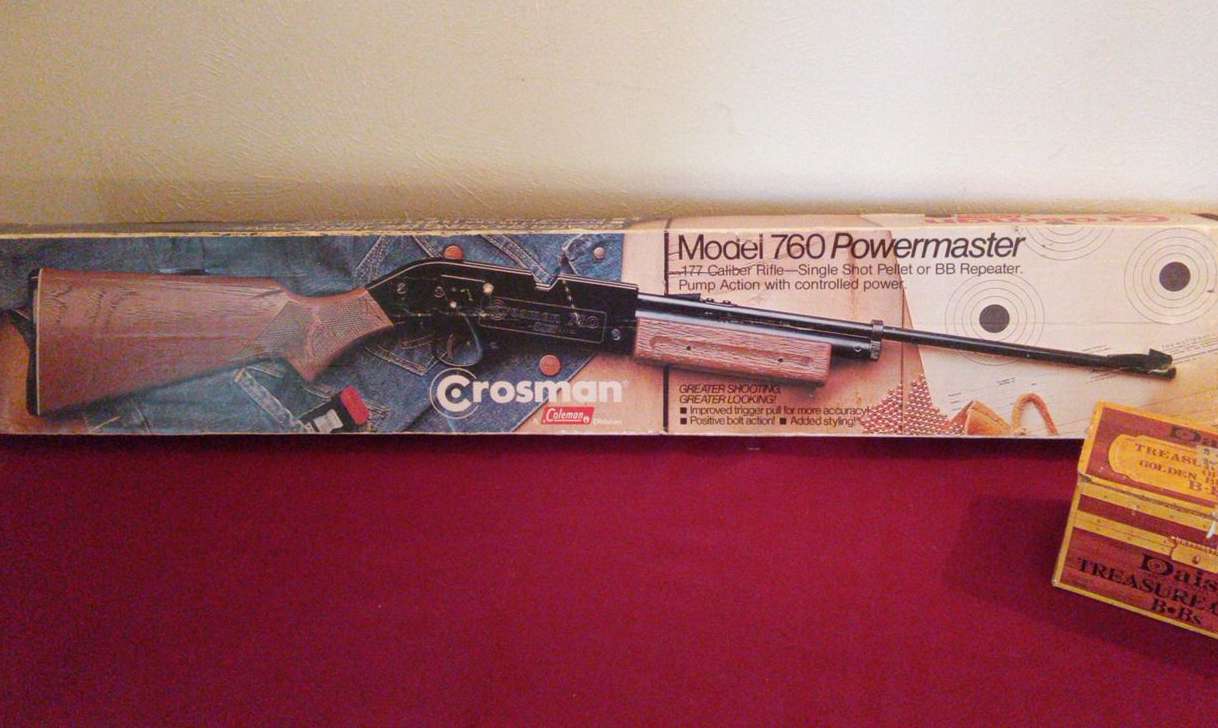 Model 760 Powermaster
.177 Caliber Rifle—Single Shot Pellet or BB Repeater.
Pump Action with controlled power.
Crosman®
A Coleman Division
GREATER SHOOTING.
GREATER LOOKING!
■ Improved trigger pull for more accuracy!
■ Positive bolt action! ■ Added styling!
TREASURE
GOLDEN
Dais
TREASURE
B•Bs